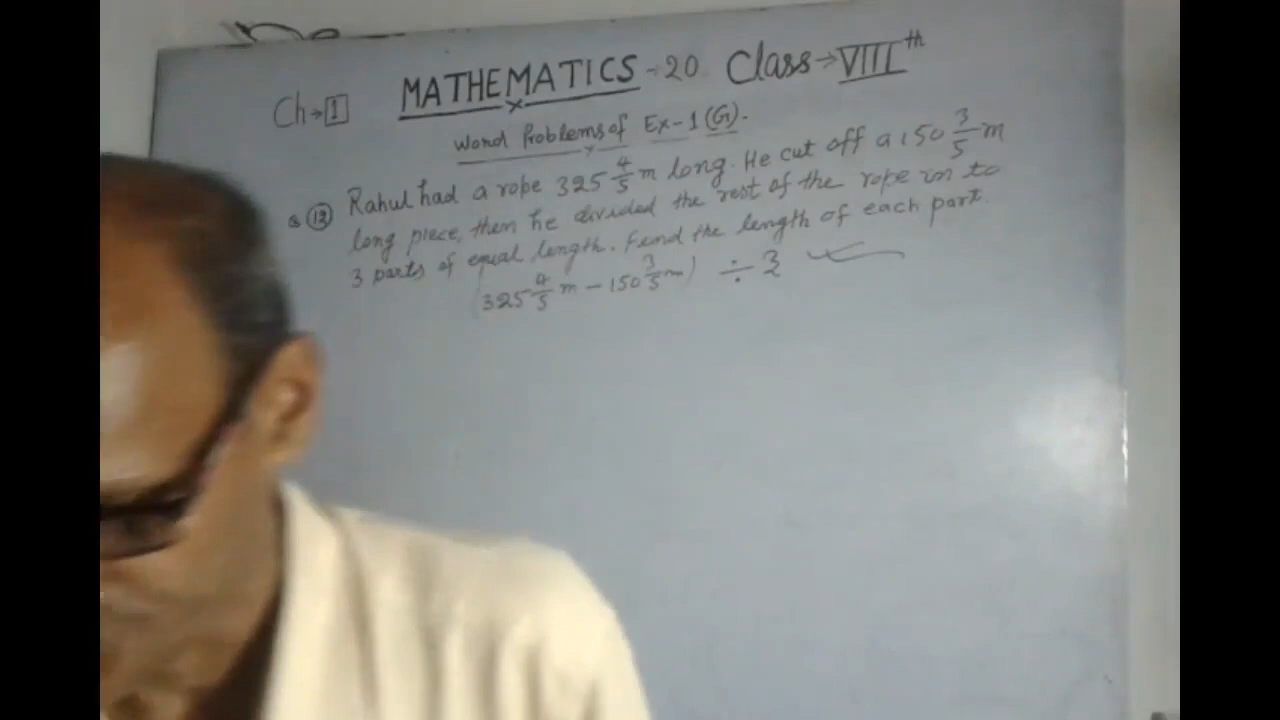 Ch→1 MATHEMATICS - 20 Class→VIIIth
Word Problems of Ex-1 (G).
Q 12 Rahul had a rope 325 4/5 m long. He cut off a 150 3/5 m
long piece, then he divided the rest of the rope in to
3 parts of equal length. Find the length of each part.
(325 4/5 m - 150 3/5 m) ÷ 3